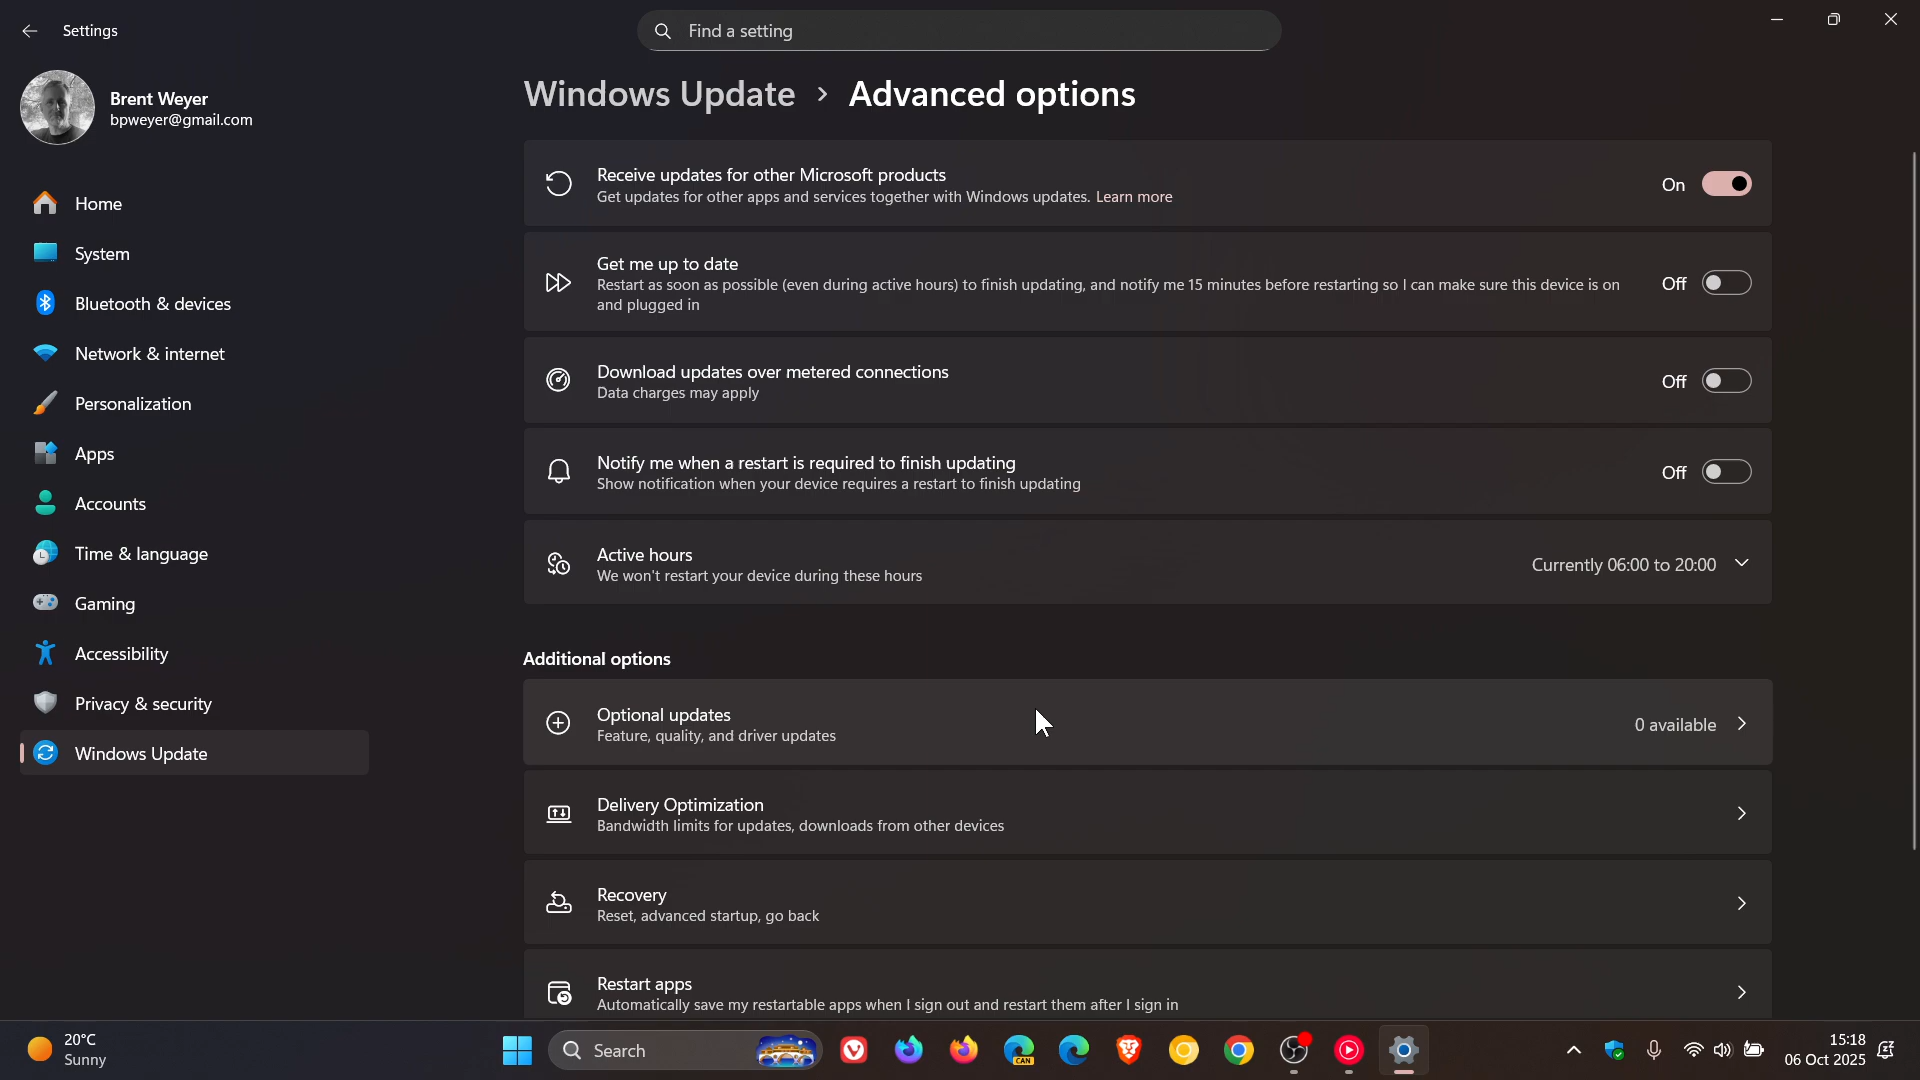 Settings
Find a setting
Brent Weyer
bpweyer@gmail.com
Home
System
Bluetooth & devices
Network & internet
Personalization
Apps
Accounts
Time & language
Gaming
Accessibility
Privacy & security
Windows Update
Windows Update > Advanced options
Receive updates for other Microsoft products
Get updates for other apps and services together with Windows updates. Learn more
On
Get me up to date
Restart as soon as possible (even during active hours) to finish updating, and notify me 15 minutes before restarting so I can make sure this device is on
and plugged in
Off
Download updates over metered connections
Data charges may apply
Off
Notify me when a restart is required to finish updating
Show notification when your device requires a restart to finish updating
Off
Active hours
We won't restart your device during these hours
Currently 06:00 to 20:00
Additional options
Optional updates
Feature, quality, and driver updates
0 available
Delivery Optimization
Bandwidth limits for updates, downloads from other devices
Recovery
Reset, advanced startup, go back
Restart apps
Automatically save my restartable apps when I sign out and restart them after I sign in
20°C
Sunny
Search
CAN
15:18
06 Oct 2025